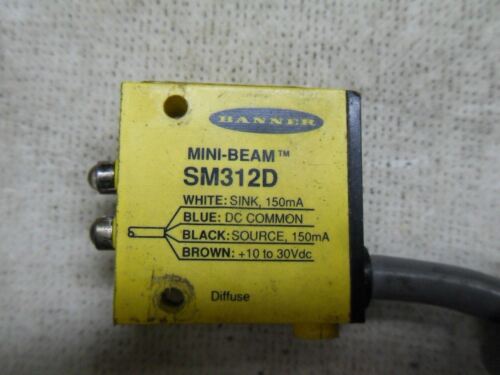 BANNER
MINI-BEAM™
SM312D
WHITE: SINK, 150mA
BLUE: DC COMMON
BLACK: SOURCE, 150mA
BROWN: +10 to 30Vdc
Diffuse